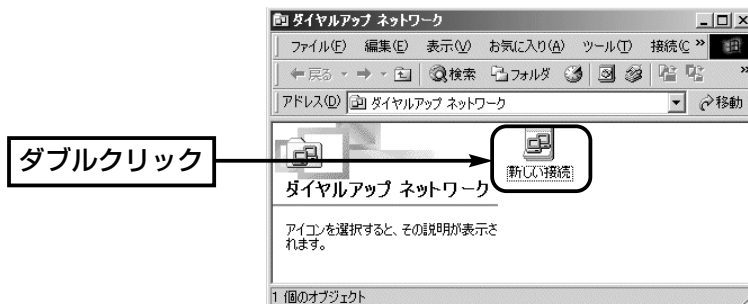 ダイヤルアップ ネットワーク
ファイル(F) 編集(E) 表示(V) お気に入り(A) ツール(T) 接続(C »
戻る 検索 フォルダ »
アドレス(D) ダイヤルアップ ネットワーク 移動
ダブルクリック
新しい接続
ダイヤルアップ ネットワーク
アイコンを選択すると、その説明が表示さ
れます。
1 個のオブジェクト